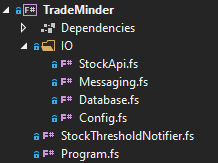 F# TradeMinder
Dependencies
IO
F# StockApi.fs
F# Messaging.fs
F# Database.fs
F# Config.fs
F# StockThresholdNotifier.fs
F# Program.fs